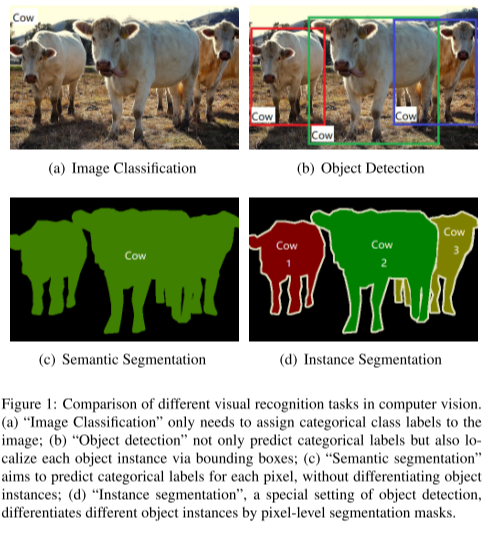 Cow
Cow
Cow
Cow
(a) Image Classification
(b) Object Detection
Cow
Cow
1
Cow
2
Cow
3
(c) Semantic Segmentation
(d) Instance Segmentation
Figure 1: Comparison of different visual recognition tasks in computer vision.
(a) “Image Classification” only needs to assign categorical class labels to the
image; (b) “Object detection” not only predict categorical labels but also lo-
calize each object instance via bounding boxes; (c) “Semantic segmentation”
aims to predict categorical labels for each pixel, without differentiating object
instances; (d) “Instance segmentation”, a special setting of object detection,
differentiates different object instances by pixel-level segmentation masks.